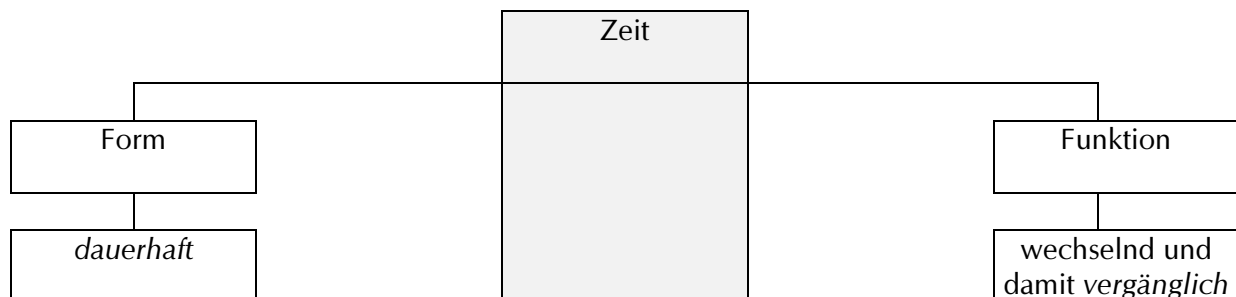 Zeit
Form
Funktion
dauerhaft
wechselnd und
damit vergänglich